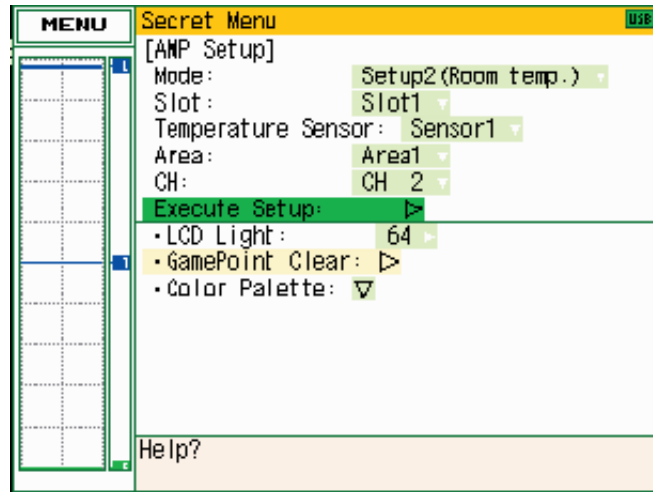 MENU
Secret Menu
USB
[AMP Setup]
Mode: Setup2(Room temp.)
Slot: Slot1
Temperature Sensor: Sensor1
Area: Area1
CH: CH 2
Execute Setup:
・LCD Light: 64
・GamePoint Clear:
・Color Palette:
Help?